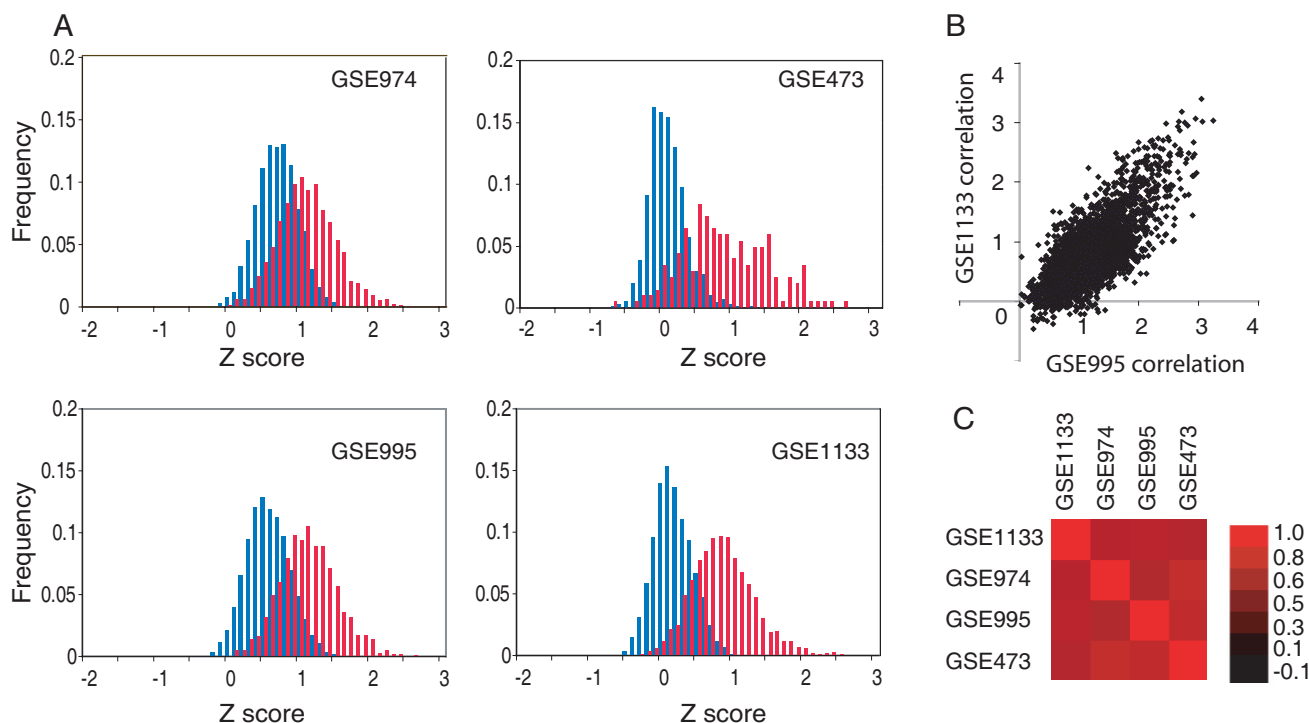 A
GSE974
Frequency
0.2
0.15
0.1
0.05
0
-2 -1 0 1 2 3
Z score
GSE473
0.2
0.15
0.1
0.05
0
-2 -1 0 1 2 3
Z score
B
GSE1133 correlation
4
3
2
1
0
1 2 3 4
GSE995 correlation
GSE995
Frequency
0.2
0.15
0.1
0.05
0
-2 -1 0 1 2 3
Z score
GSE1133
0.2
0.15
0.1
0.05
0
-2 -1 0 1 2 3
Z score
C
GSE1133
GSE974
GSE995
GSE473
GSE1133
GSE974
GSE995
GSE473
1.0
0.8
0.6
0.5
0.3
0.1
-0.1